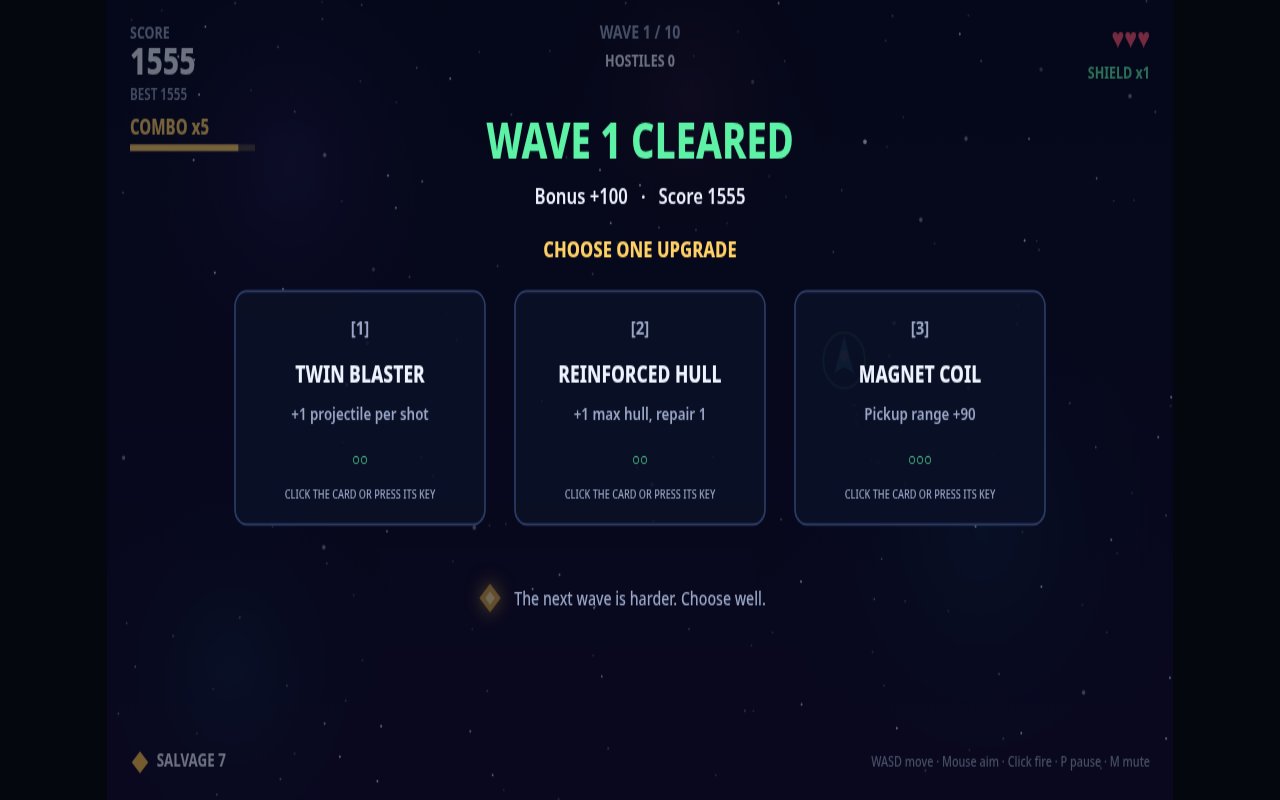 SCORE
1555
BEST 1555
COMBO x5
WAVE 1 / 10
HOSTILES 0
♥♥♥
SHIELD x1
WAVE 1 CLEARED
Bonus +100 · Score 1555
CHOOSE ONE UPGRADE
[1]
TWIN BLASTER
+1 projectile per shot
CLICK THE CARD OR PRESS ITS KEY
[2]
REINFORCED HULL
+1 max hull, repair 1
CLICK THE CARD OR PRESS ITS KEY
[3]
MAGNET COIL
Pickup range +90
CLICK THE CARD OR PRESS ITS KEY
The next wave is harder. Choose well.
SALVAGE 7
WASD move · Mouse aim · Click fire · P pause · M mute